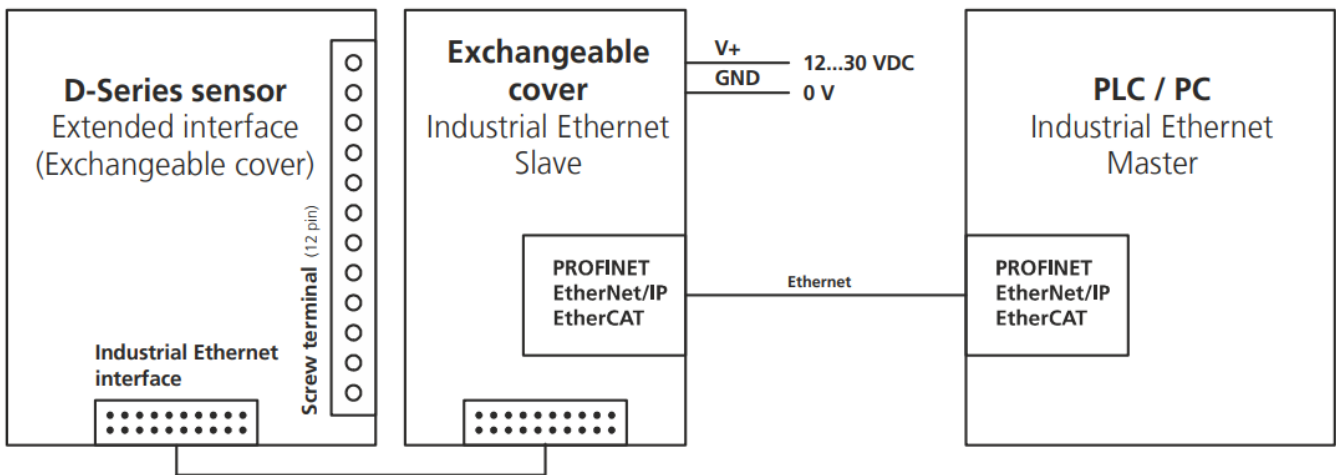 D-Series sensor
Extended interface
(Exchangeable cover)
Screw terminal (12 pin)
Industrial Ethernet
interface
Exchangeable
cover
Industrial Ethernet
Slave
V+
12...30 VDC
GND
0 V
PROFINET
EtherNet/IP
EtherCAT
Ethernet
PLC / PC
Industrial Ethernet
Master
PROFINET
EtherNet/IP
EtherCAT